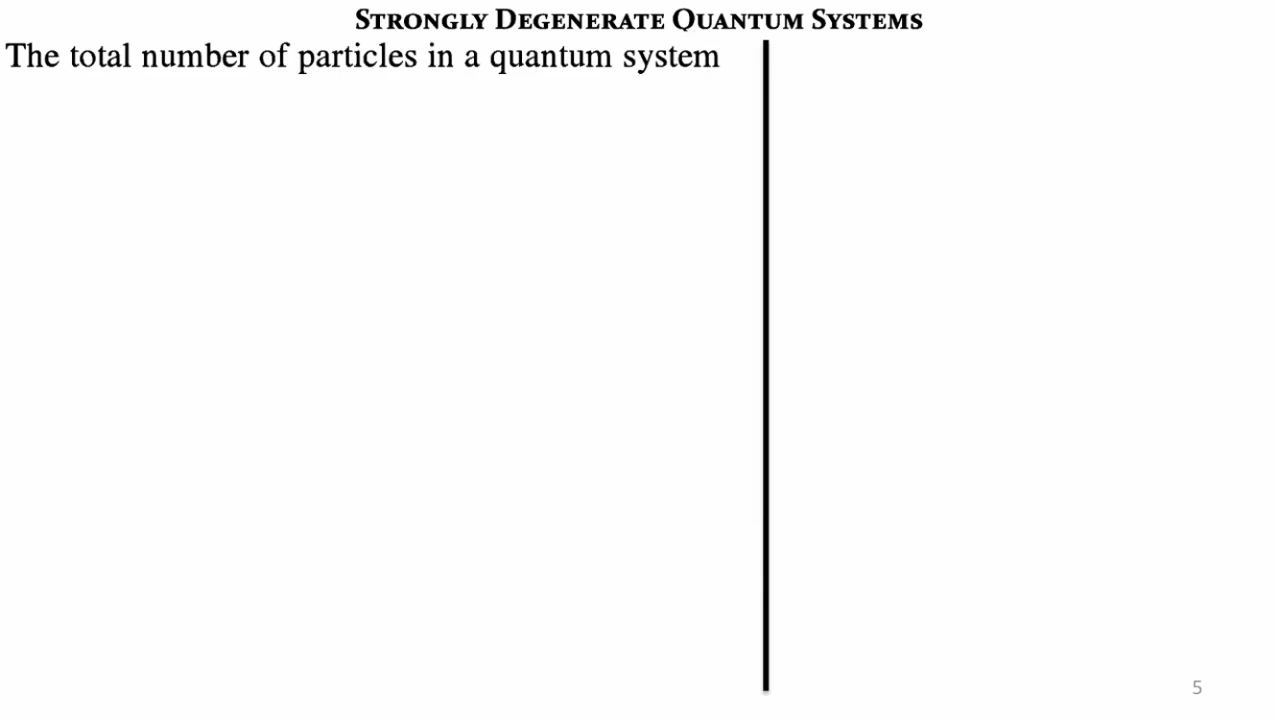 STRONGLY DEGENERATE QUANTUM SYSTEMS
The total number of particles in a quantum system
5